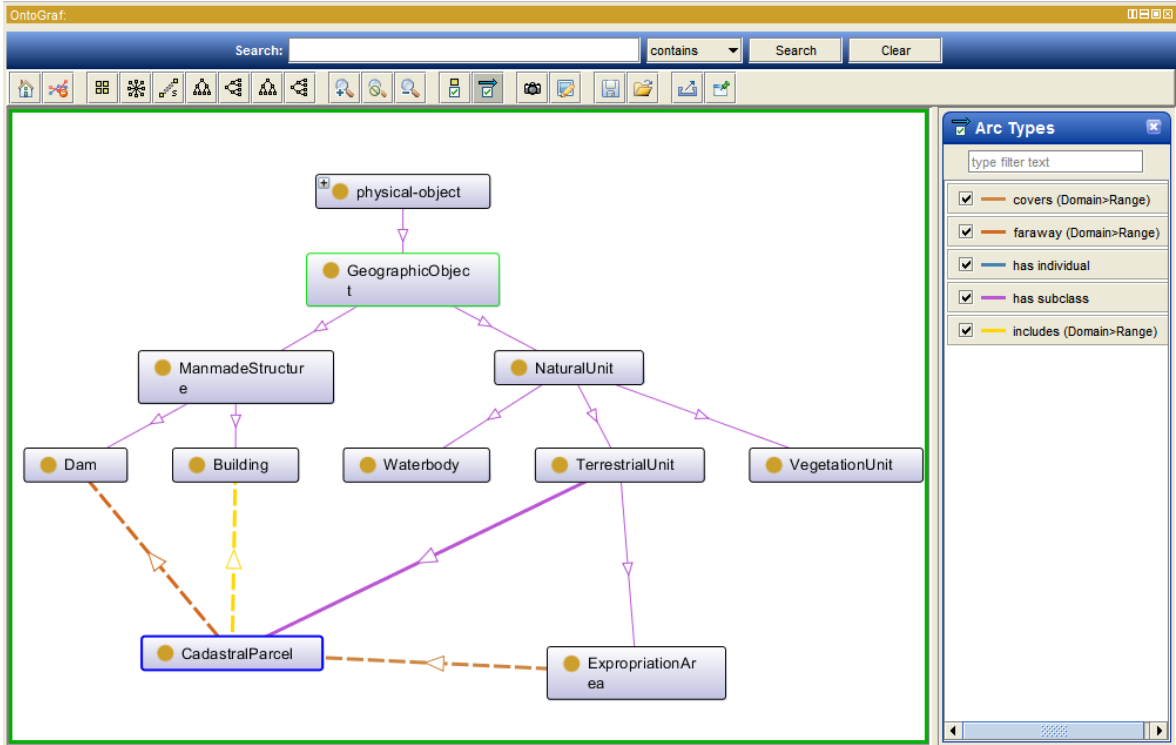 OntoGraf:
Search:
contains
Search
Clear
Arc Types
type filter text
covers (Domain>Range)
faraway (Domain>Range)
has individual
has subclass
includes (Domain>Range)
physical-object
GeographicObjec
t
ManmadeStructur
e
NaturalUnit
Dam
Building
Waterbody
TerrestrialUnit
VegetationUnit
CadastralParcel
ExpropriationAr
ea